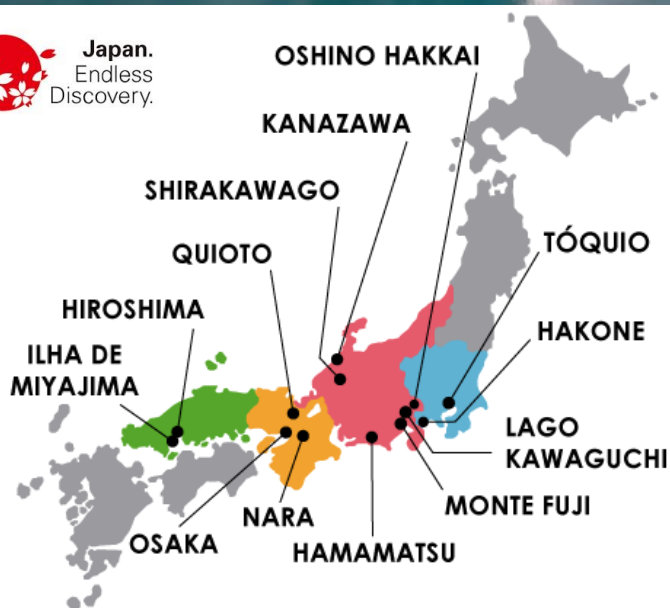 Japan.
Endless
Discovery.
OSHINO HAKKAI
KANAZAWA
SHIRAKAWAGO
QUIOTO
TÓQUIO
HIROSHIMA
HAKONE
ILHA DE
MIYAJIMA
LAGO
KAWAGUCHI
MONTE FUJI
NARA
OSAKA
HAMAMATSU